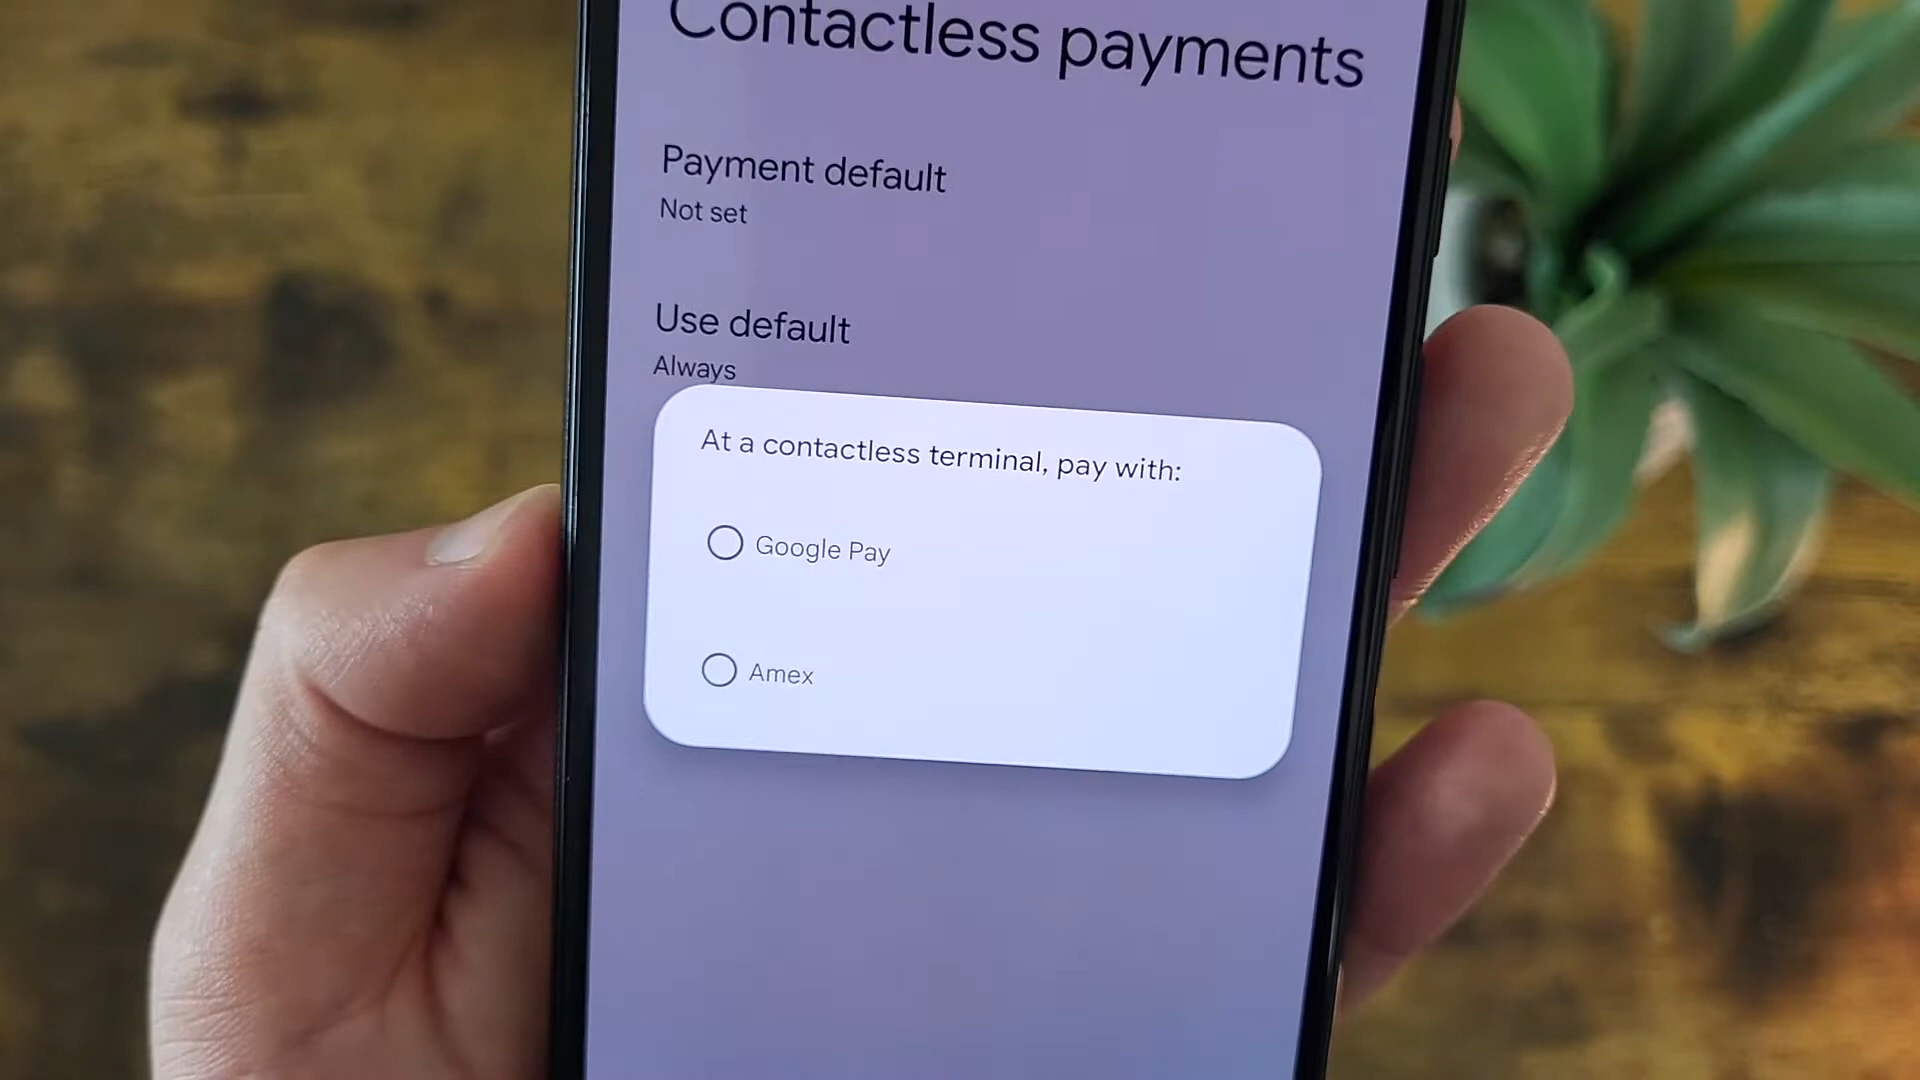 Contactless payments
Payment default
Not set
Use default
Always
At a contactless terminal, pay with:
Google Pay
Amex